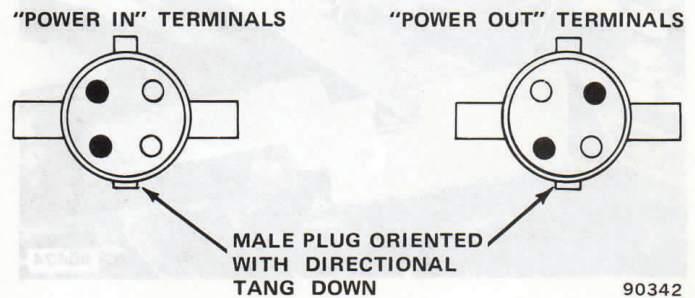 "POWER IN" TERMINALS
"POWER OUT" TERMINALS
MALE PLUG ORIENTED
WITH DIRECTIONAL
TANG DOWN
90342